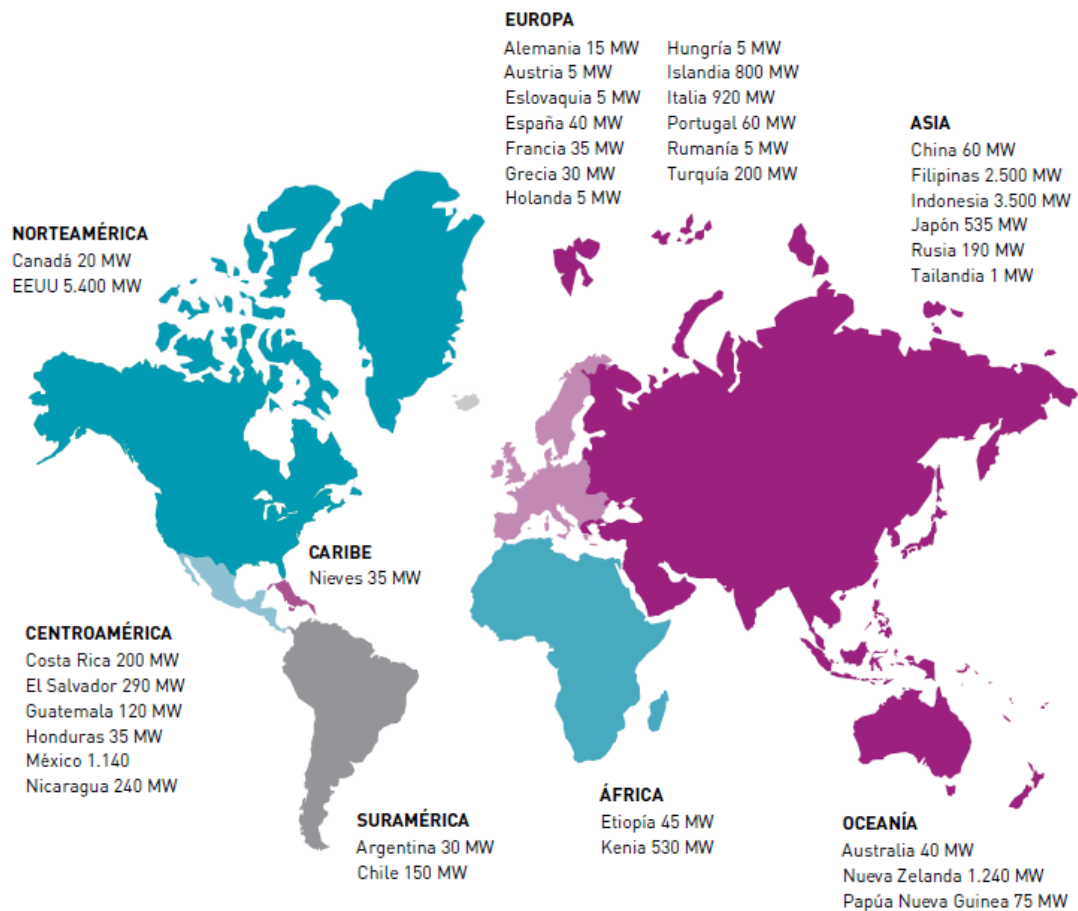 EUROPA
Alemania 15 MW
Austria 5 MW
Eslovaquia 5 MW
España 40 MW
Francia 35 MW
Grecia 30 MW
Holanda 5 MW
Hungría 5 MW
Islandia 800 MW
Italia 920 MW
Portugal 60 MW
Rumanía 5 MW
Turquía 200 MW
ASIA
China 60 MW
Filipinas 2.500 MW
Indonesia 3.500 MW
Japón 535 MW
Rusia 190 MW
Tailandia 1 MW
NORTEAMÉRICA
Canadá 20 MW
EEUU 5.400 MW
CARIBE
Nieves 35 MW
CENTROAMÉRICA
Costa Rica 200 MW
El Salvador 290 MW
Guatemala 120 MW
Honduras 35 MW
México 1.140
Nicaragua 240 MW
SURAMÉRICA
Argentina 30 MW
Chile 150 MW
ÁFRICA
Etiopía 45 MW
Kenia 530 MW
OCEANÍA
Australia 40 MW
Nueva Zelanda 1.240 MW
Papúa Nueva Guinea 75 MW